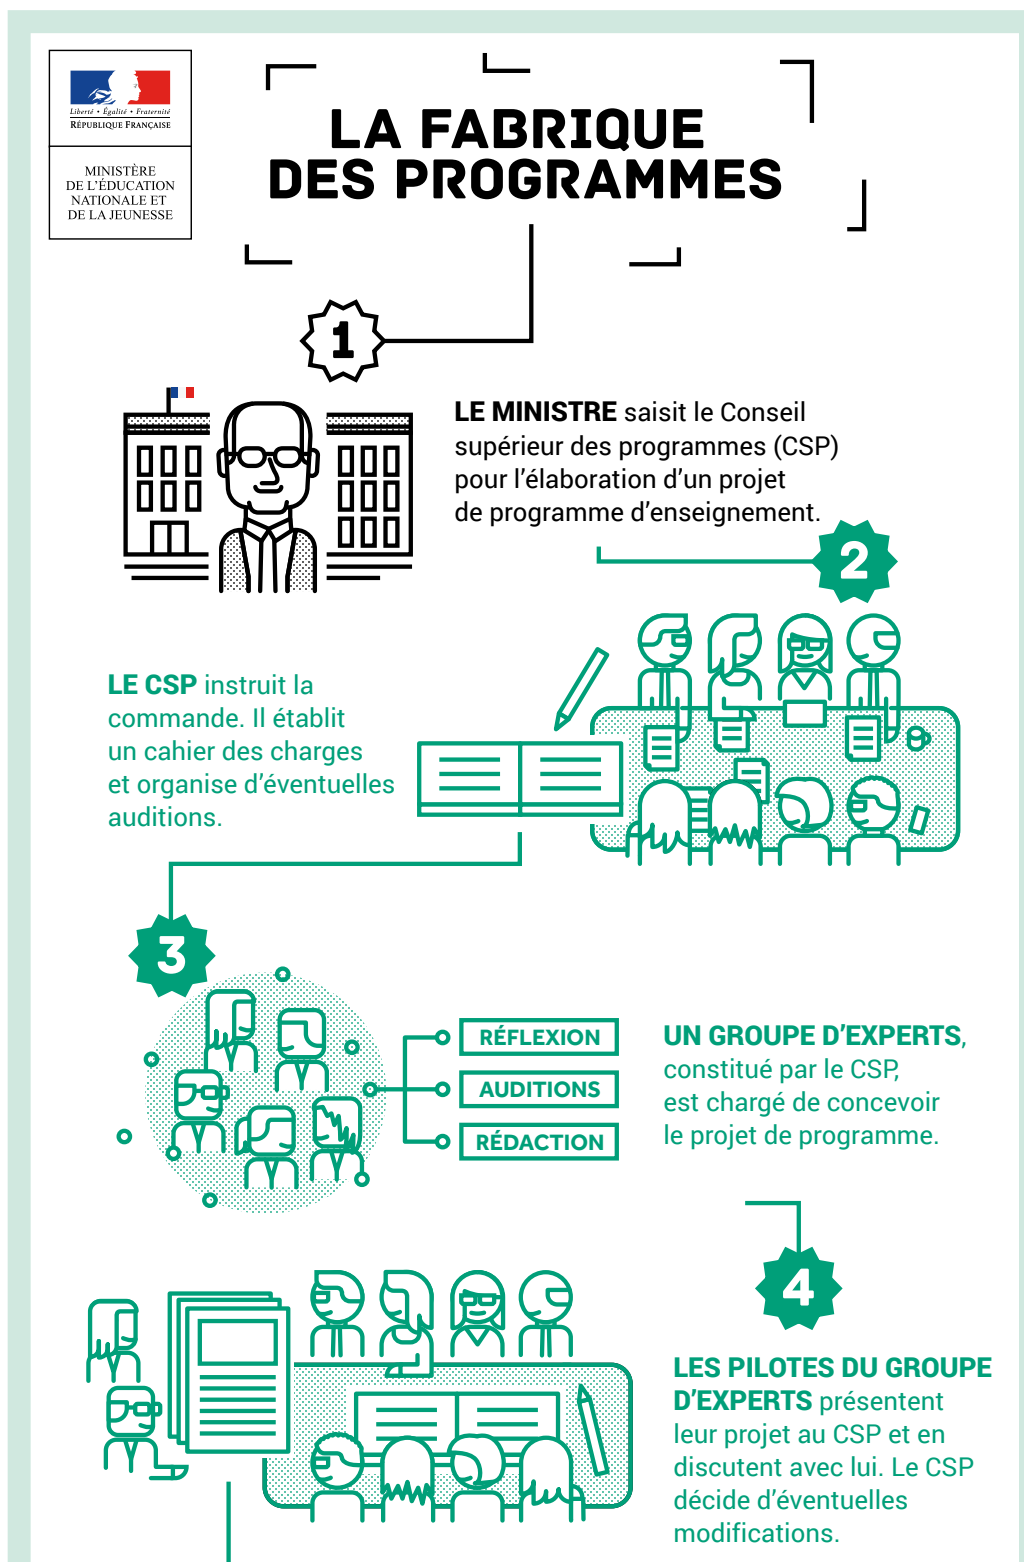 Liberté • Égalité • Fraternité
RÉPUBLIQUE FRANÇAISE
MINISTÈRE
DE L'ÉDUCATION
NATIONALE ET
DE LA JEUNESSE
LA FABRIQUE
DES PROGRAMMES
1
LE MINISTRE saisit le Conseil
supérieur des programmes (CSP)
pour l'élaboration d'un projet
de programme d'enseignement.
2
LE CSP instruit la
commande. Il établit
un cahier des charges
et organise d'éventuelles
auditions.
3
RÉFLEXION
AUDITIONS
RÉDACTION
UN GROUPE D'EXPERTS,
constitué par le CSP,
est chargé de concevoir
le projet de programme.
4
LES PILOTES DU GROUPE
D'EXPERTS présentent
leur projet au CSP et en
discutent avec lui. Le CSP
décide d'éventuelles
modifications.